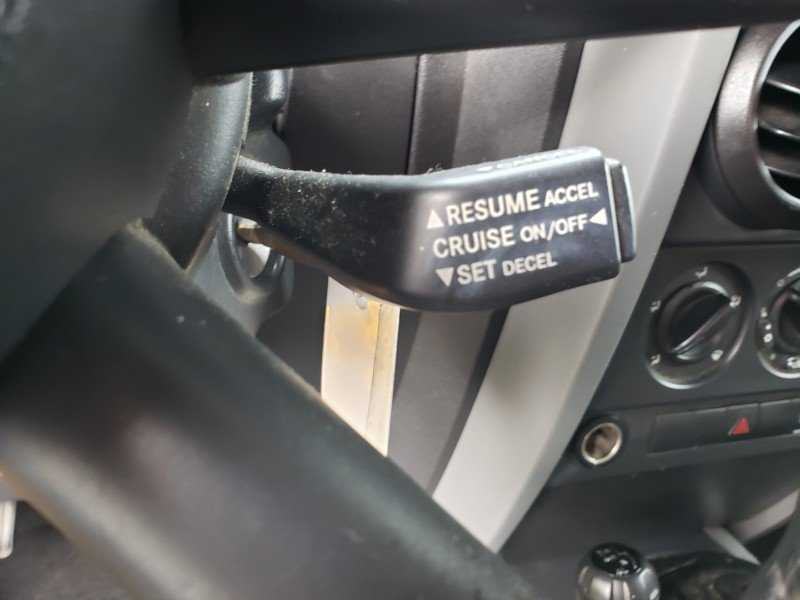 ▲RESUME ACCEL
CRUISE ON/OFF◀
▼SET DECEL